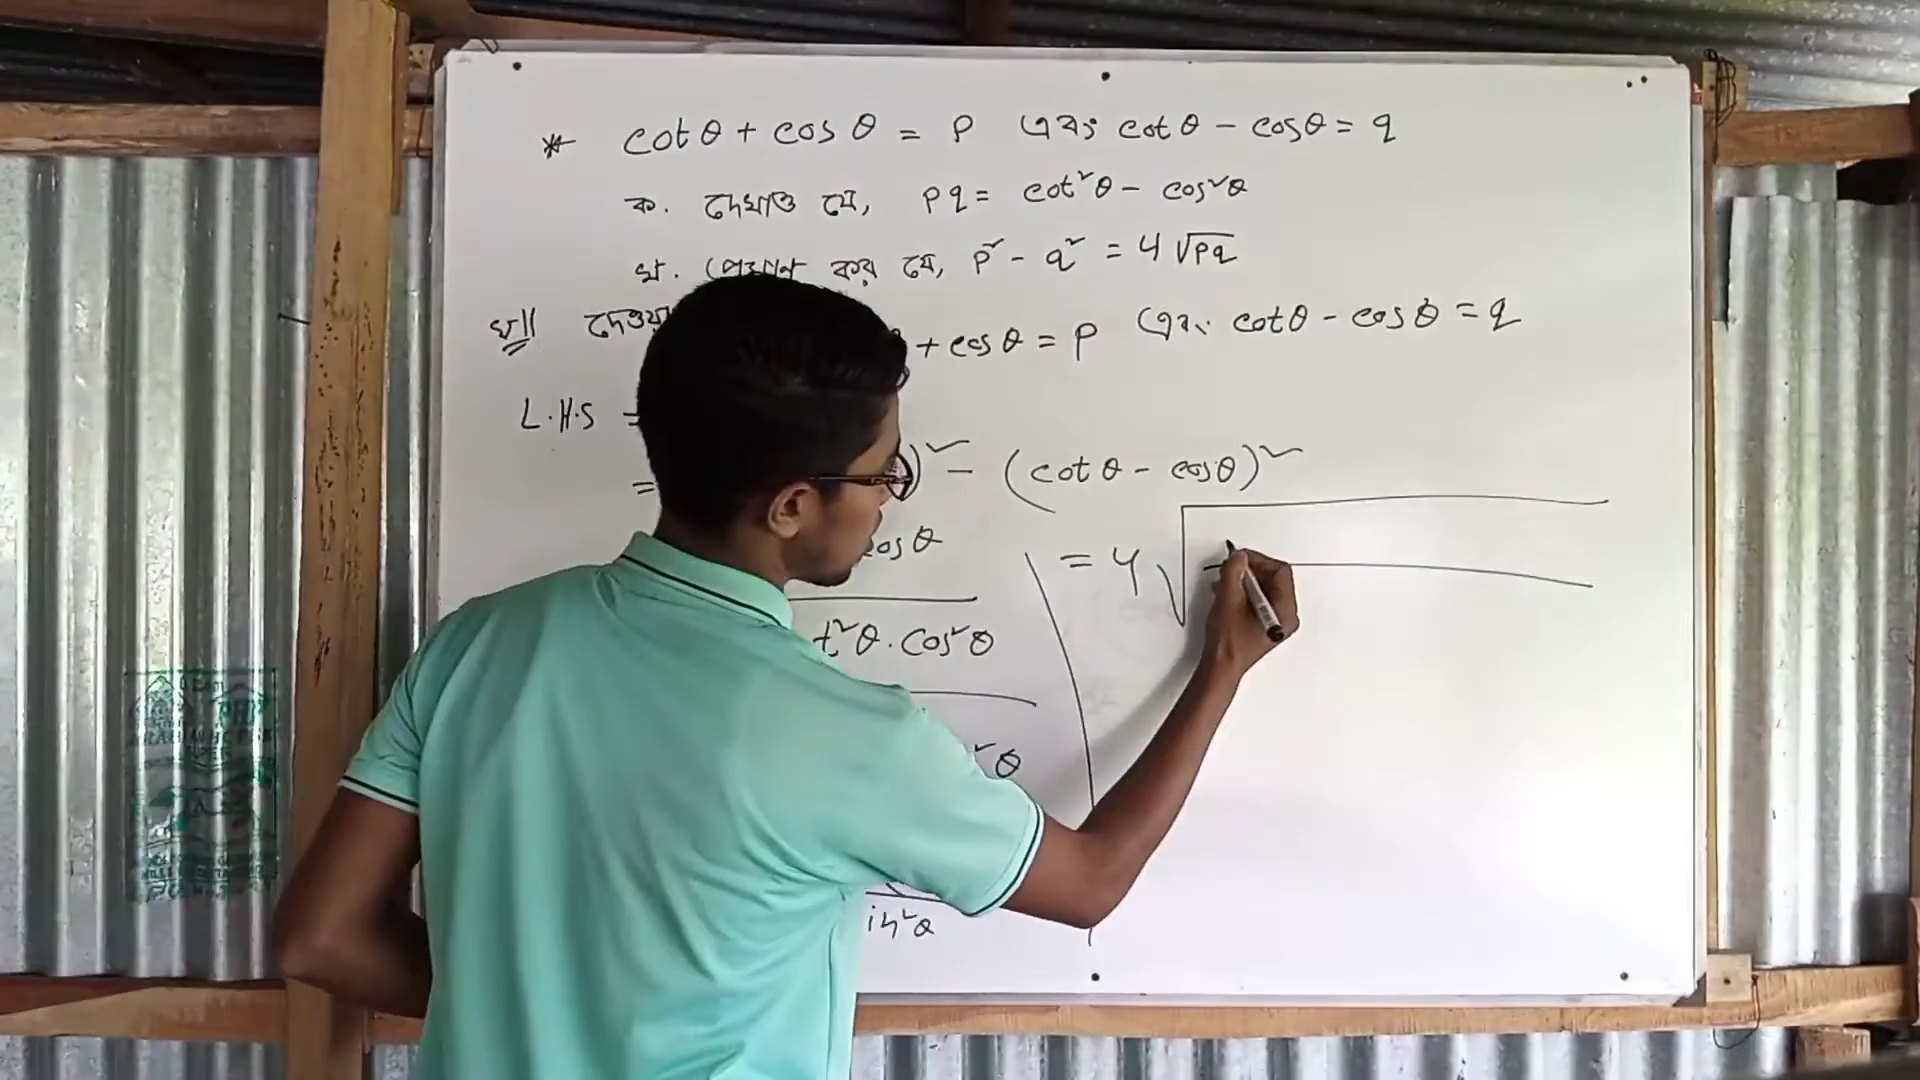 * cotθ + cosθ = p এবং cotθ - cosθ = q
ক. দেখাও যে, pq = cot²θ - cos²θ
খ. প্রমাণ কর যে, p² - q² = 4√pq
খ॥ দেওয়া + cosθ = p এবং cotθ - cosθ = q
L.H.S =
= )² - (cotθ - cosθ)²
cosθ
t²θ . cos²θ
²θ
in²θ
= 4√